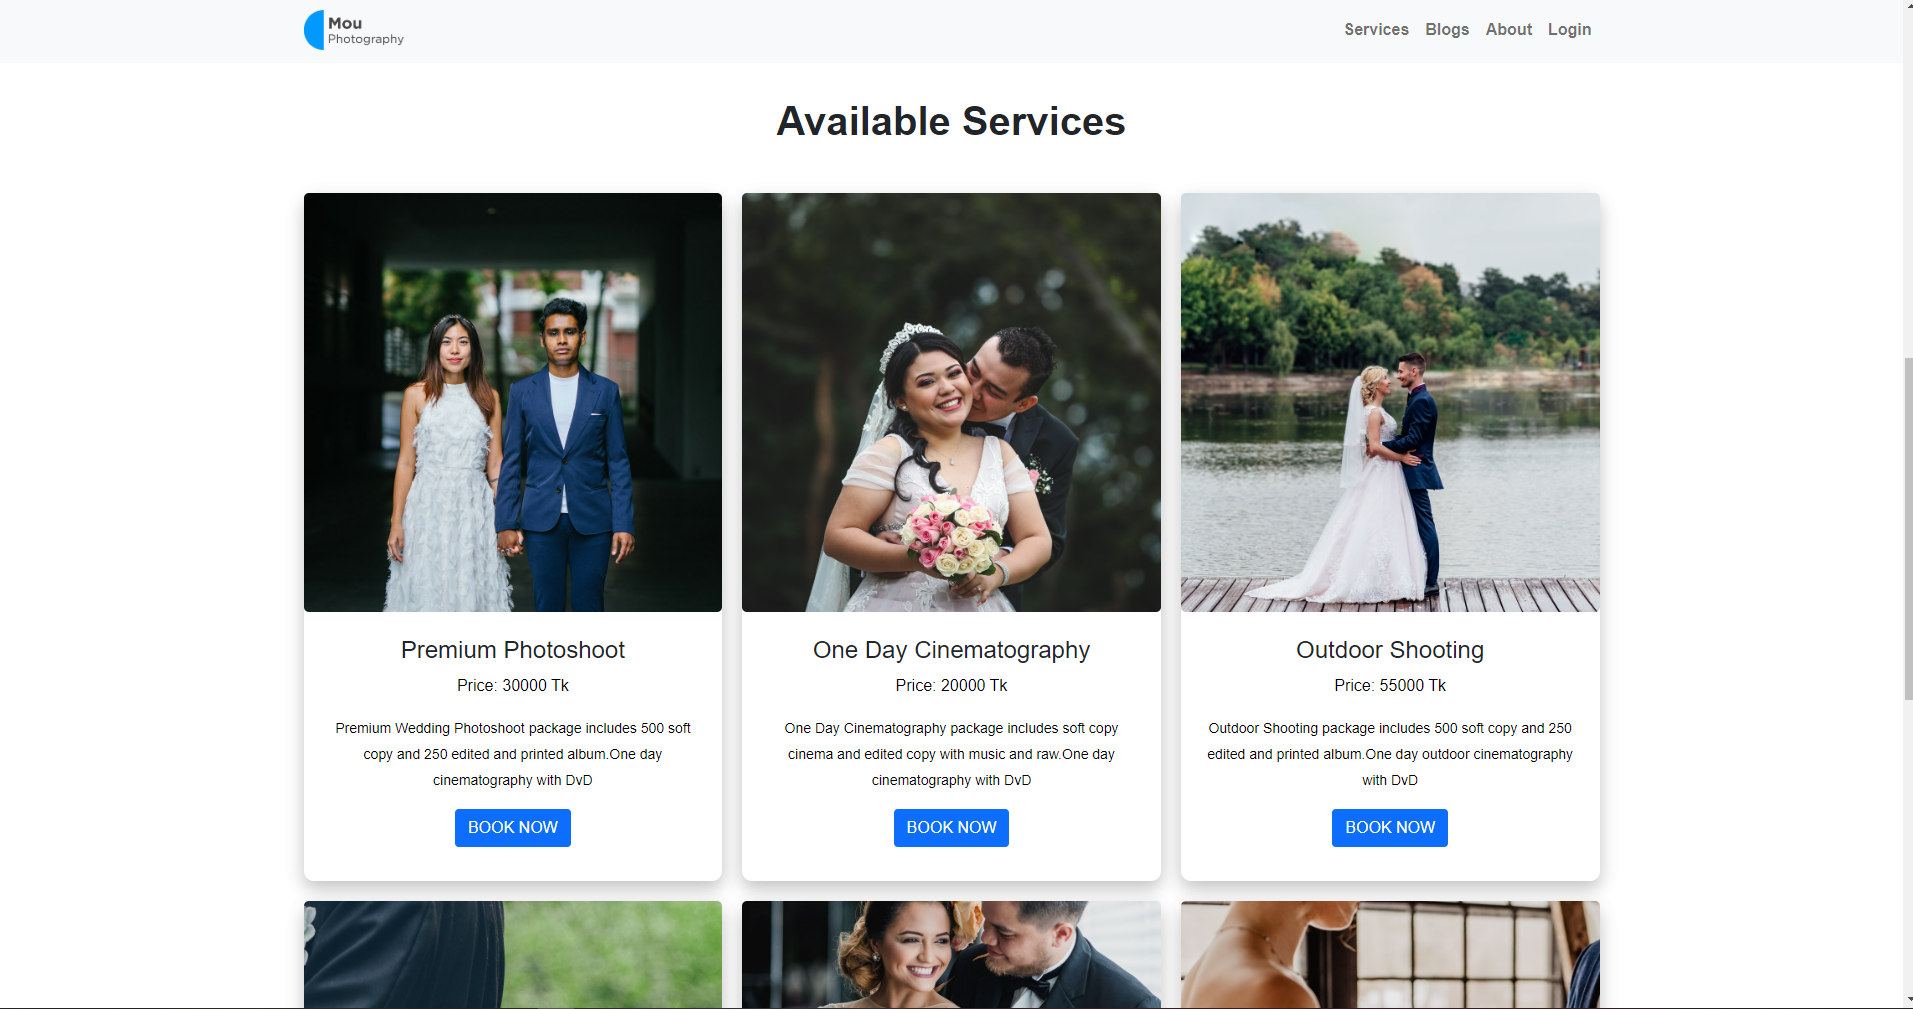 Mou
Photography
Services Blogs About Login
Available Services
Premium Photoshoot
Price: 30000 Tk
Premium Wedding Photoshoot package includes 500 soft
copy and 250 edited and printed album.One day
cinematography with DvD
BOOK NOW
One Day Cinematography
Price: 20000 Tk
One Day Cinematography package includes soft copy
cinema and edited copy with music and raw.One day
cinematography with DvD
BOOK NOW
Outdoor Shooting
Price: 55000 Tk
Outdoor Shooting package includes 500 soft copy and 250
edited and printed album.One day outdoor cinematography
with DvD
BOOK NOW